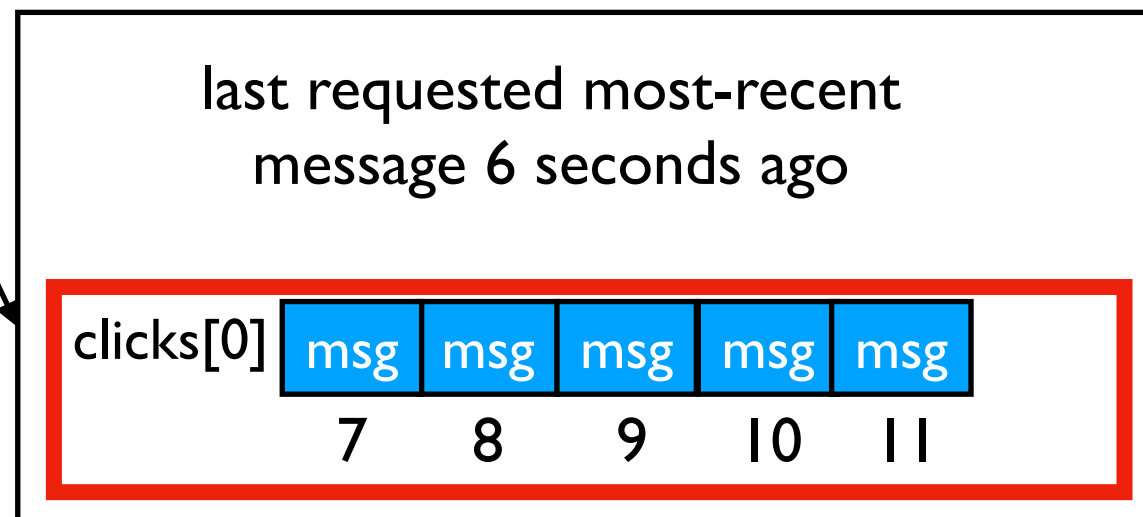 last requested most-recent
message 6 seconds ago
clicks[0] msg msg msg msg msg
7 8 9 10 11